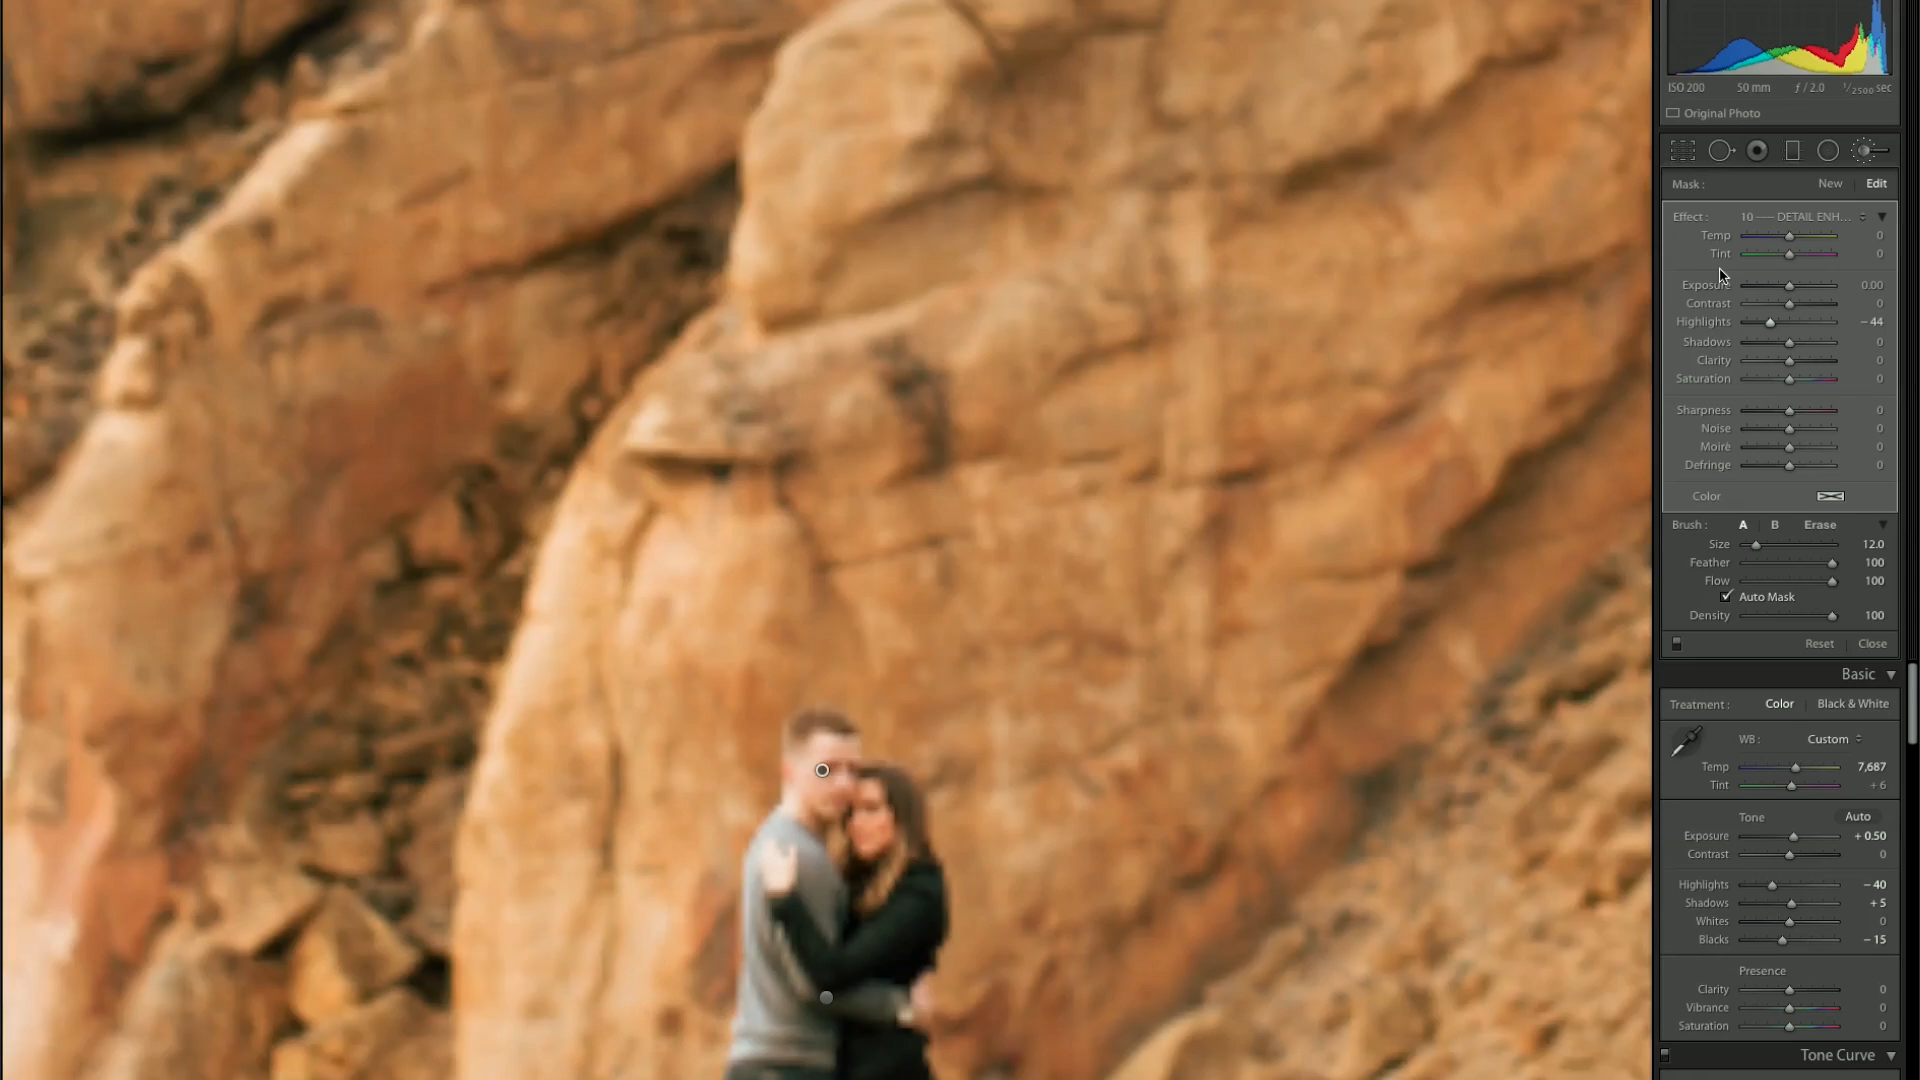 ISO 200 50 mm ƒ / 2.0 1/2500 sec
Original Photo
Mask : New Edit
Effect : 10 —— DETAIL ENH...
Temp 0
Tint 0
Exposure 0.00
Contrast 0
Highlights – 44
Shadows 0
Clarity 0
Saturation 0
Sharpness 0
Noise 0
Moiré 0
Defringe 0
Color
Brush : A B Erase
Size 12.0
Feather 100
Flow 100
Auto Mask
Density 100
Reset Close
Basic
Treatment : Color Black & White
WB : Custom
Temp 7,687
Tint + 6
Tone Auto
Exposure + 0.50
Contrast 0
Highlights – 40
Shadows + 5
Whites 0
Blacks – 15
Presence
Clarity 0
Vibrance 0
Saturation 0
Tone Curve